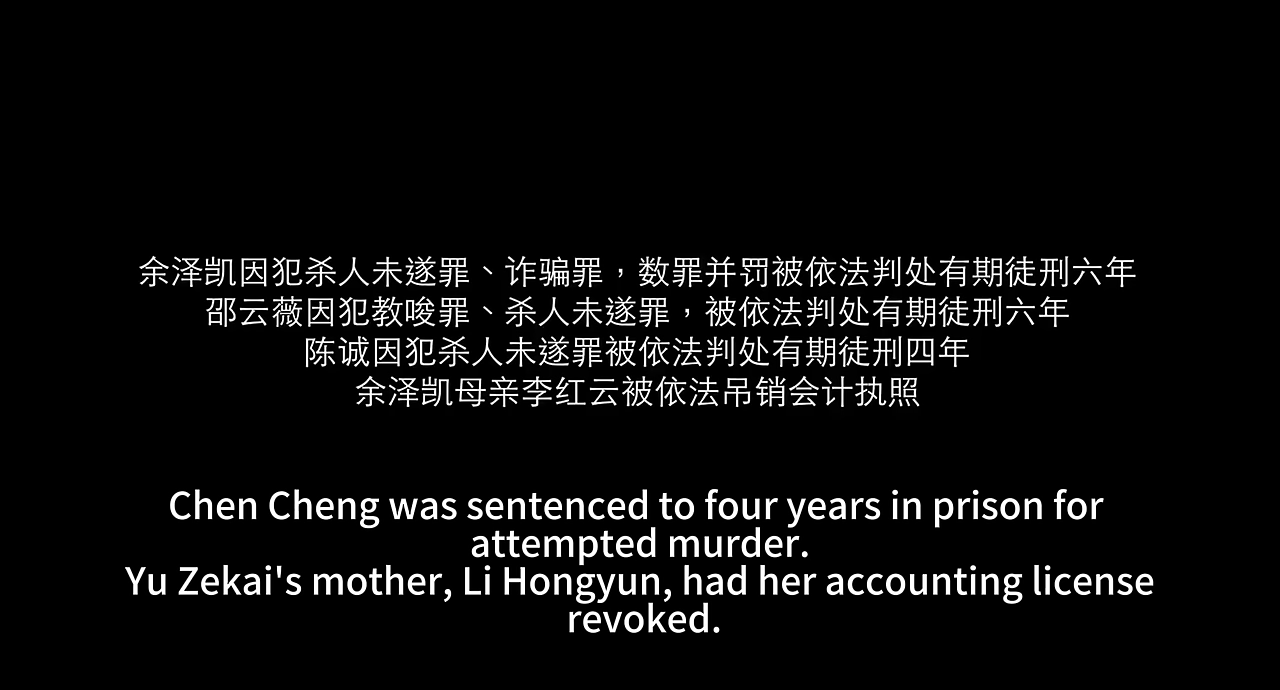 余泽凯因犯杀人未遂罪、诈骗罪，数罪并罚被依法判处有期徒刑六年
邵云薇因犯教唆罪、杀人未遂罪，被依法判处有期徒刑六年
陈诚因犯杀人未遂罪被依法判处有期徒刑四年
余泽凯母亲李红云被依法吊销会计执照
Chen Cheng was sentenced to four years in prison for
attempted murder.
Yu Zekai's mother, Li Hongyun, had her accounting license
revoked.